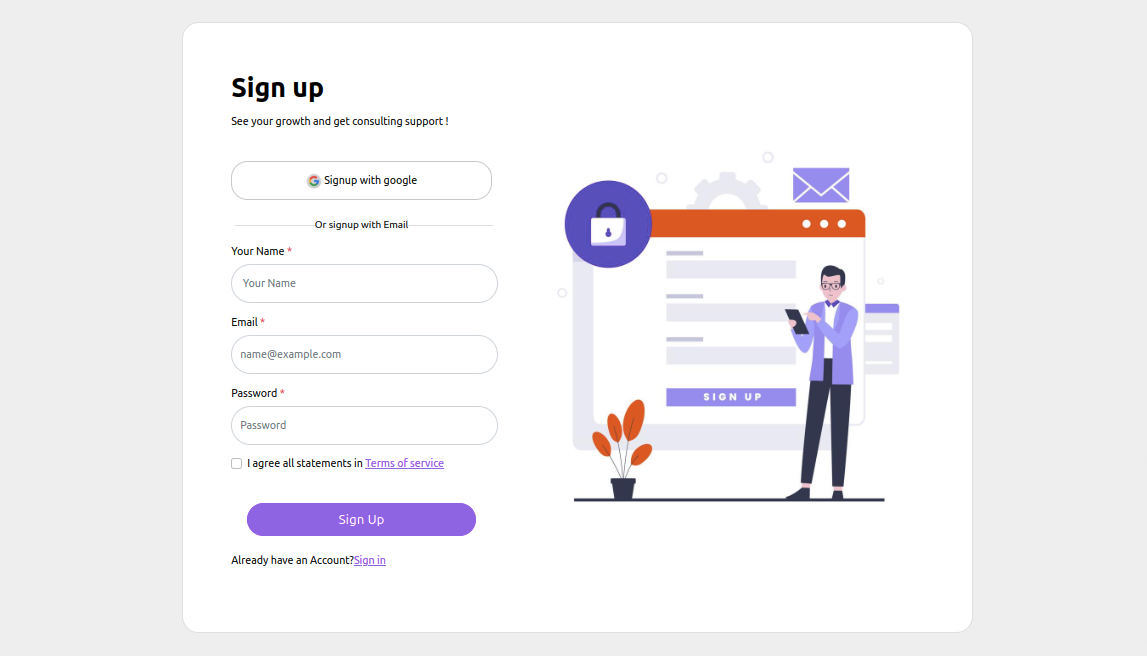 Sign up
See your growth and get consulting support !
Signup with google
Or signup with Email
Your Name *
Your Name
Email *
name@example.com
Password *
Password
I agree all statements in Terms of service
Sign Up
Already have an Account?Sign in
SIGN UP